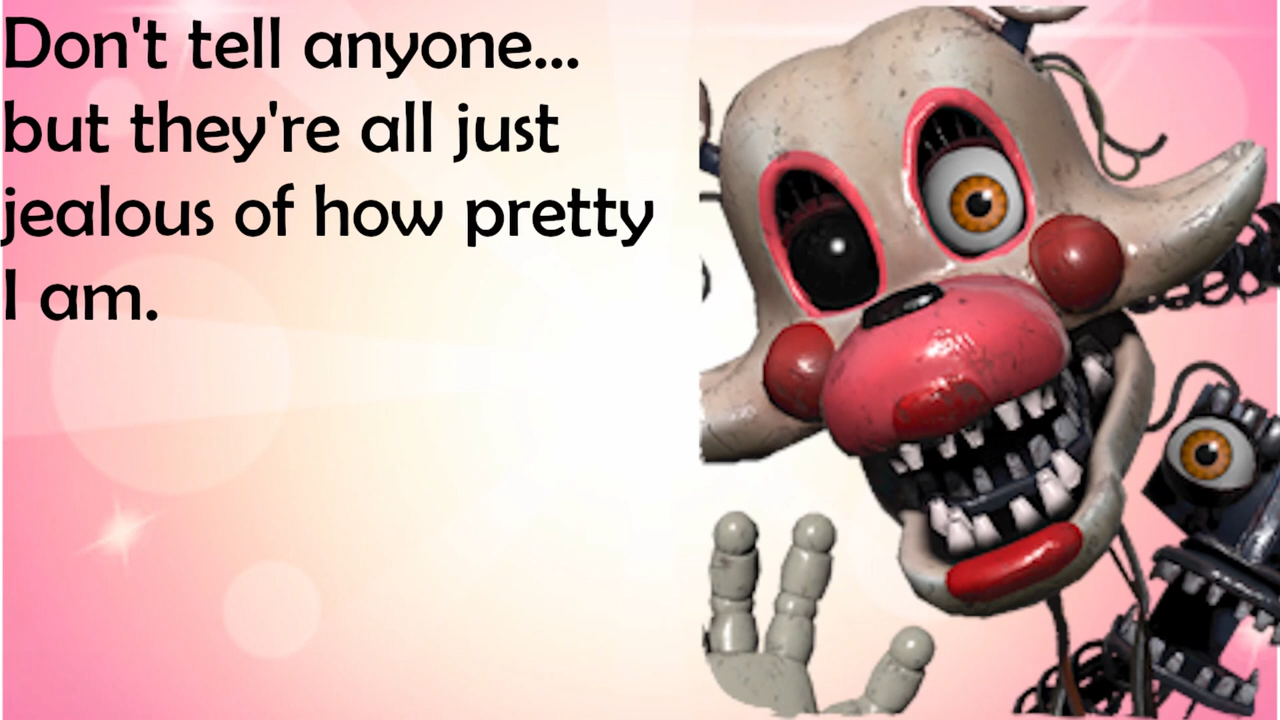 Don't tell anyone...
but they're all just
jealous of how pretty
I am.